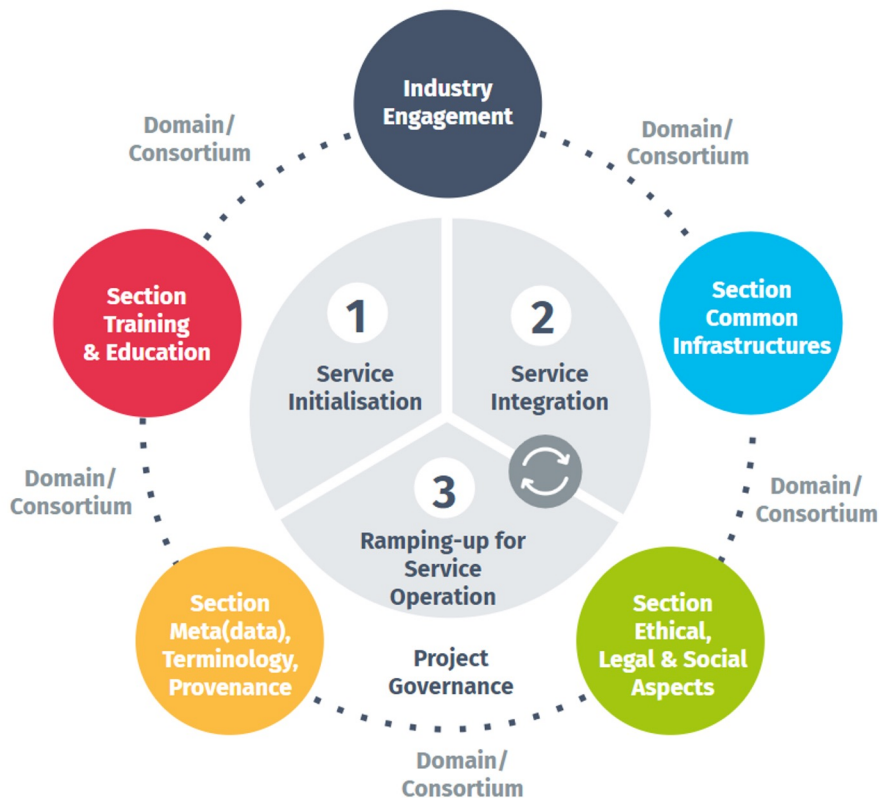 Industry
Engagement
Domain/
Consortium
Domain/
Consortium
Section
Training
& Education
Section
Common
Infrastructures
1
Service
Initialisation
2
Service
Integration
3
Ramping-up for
Service
Operation
Domain/
Consortium
Domain/
Consortium
Section
Meta(data),
Terminology,
Provenance
Section
Ethical,
Legal & Social
Aspects
Project
Governance
Domain/
Consortium